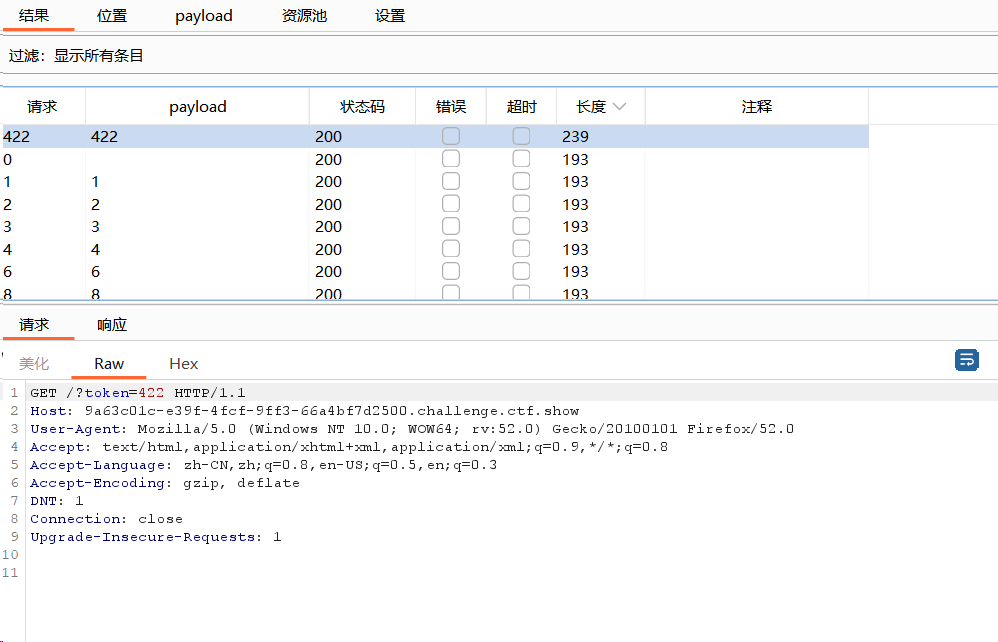 结果 位置 payload 资源池 设置
过滤：显示所有条目
请求 payload 状态码 错误 超时 长度 注释
422 422 200 239
0 200 193
1 1 200 193
2 2 200 193
3 3 200 193
4 4 200 193
6 6 200 193
8 8 200 193
请求 响应
美化 Raw Hex
1 GET /?token=422 HTTP/1.1
2 Host: 9a63c01c-e39f-4fcf-9ff3-66a4bf7d2500.challenge.ctf.show
3 User-Agent: Mozilla/5.0 (Windows NT 10.0; WOW64; rv:52.0) Gecko/20100101 Firefox/52.0
4 Accept: text/html,application/xhtml+xml,application/xml;q=0.9,*/*;q=0.8
5 Accept-Language: zh-CN,zh;q=0.8,en-US;q=0.5,en;q=0.3
6 Accept-Encoding: gzip, deflate
7 DNT: 1
8 Connection: close
9 Upgrade-Insecure-Requests: 1
10
11